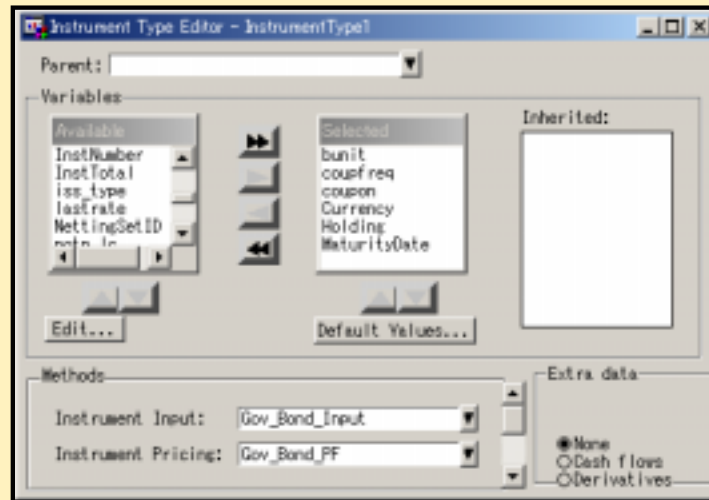 Instrument Type Editor - InstrumentType1
Parent:
Variables
Available
InstNumber
InstTotal
iss_type
lastrate
NettingSetID
Selected
bunit
coupfreq
coupon
Currency
Holding
MaturityDate
Inherited:
Edit...
Default Values...
Methods
Instrument Input: Gov_Bond_Input
Instrument Pricing: Gov_Bond_PF
Extra data
None
Cash flows
Derivatives